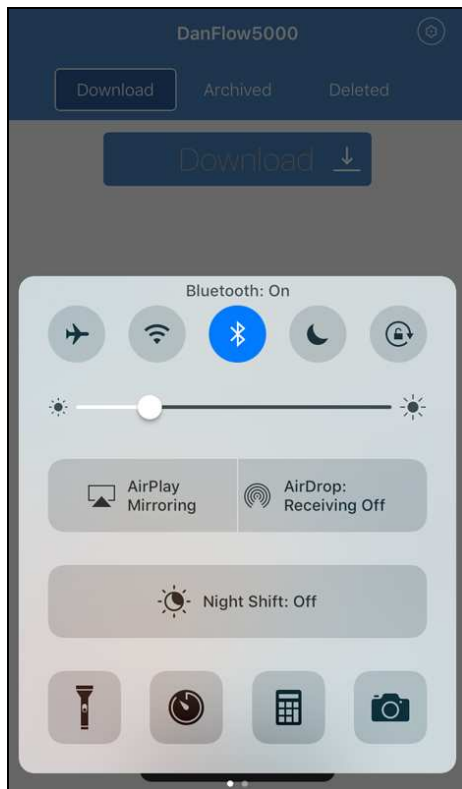 DanFlow5000
Download Archived Deleted
Download
Bluetooth: On
AirPlay
Mirroring
AirDrop:
Receiving Off
Night Shift: Off